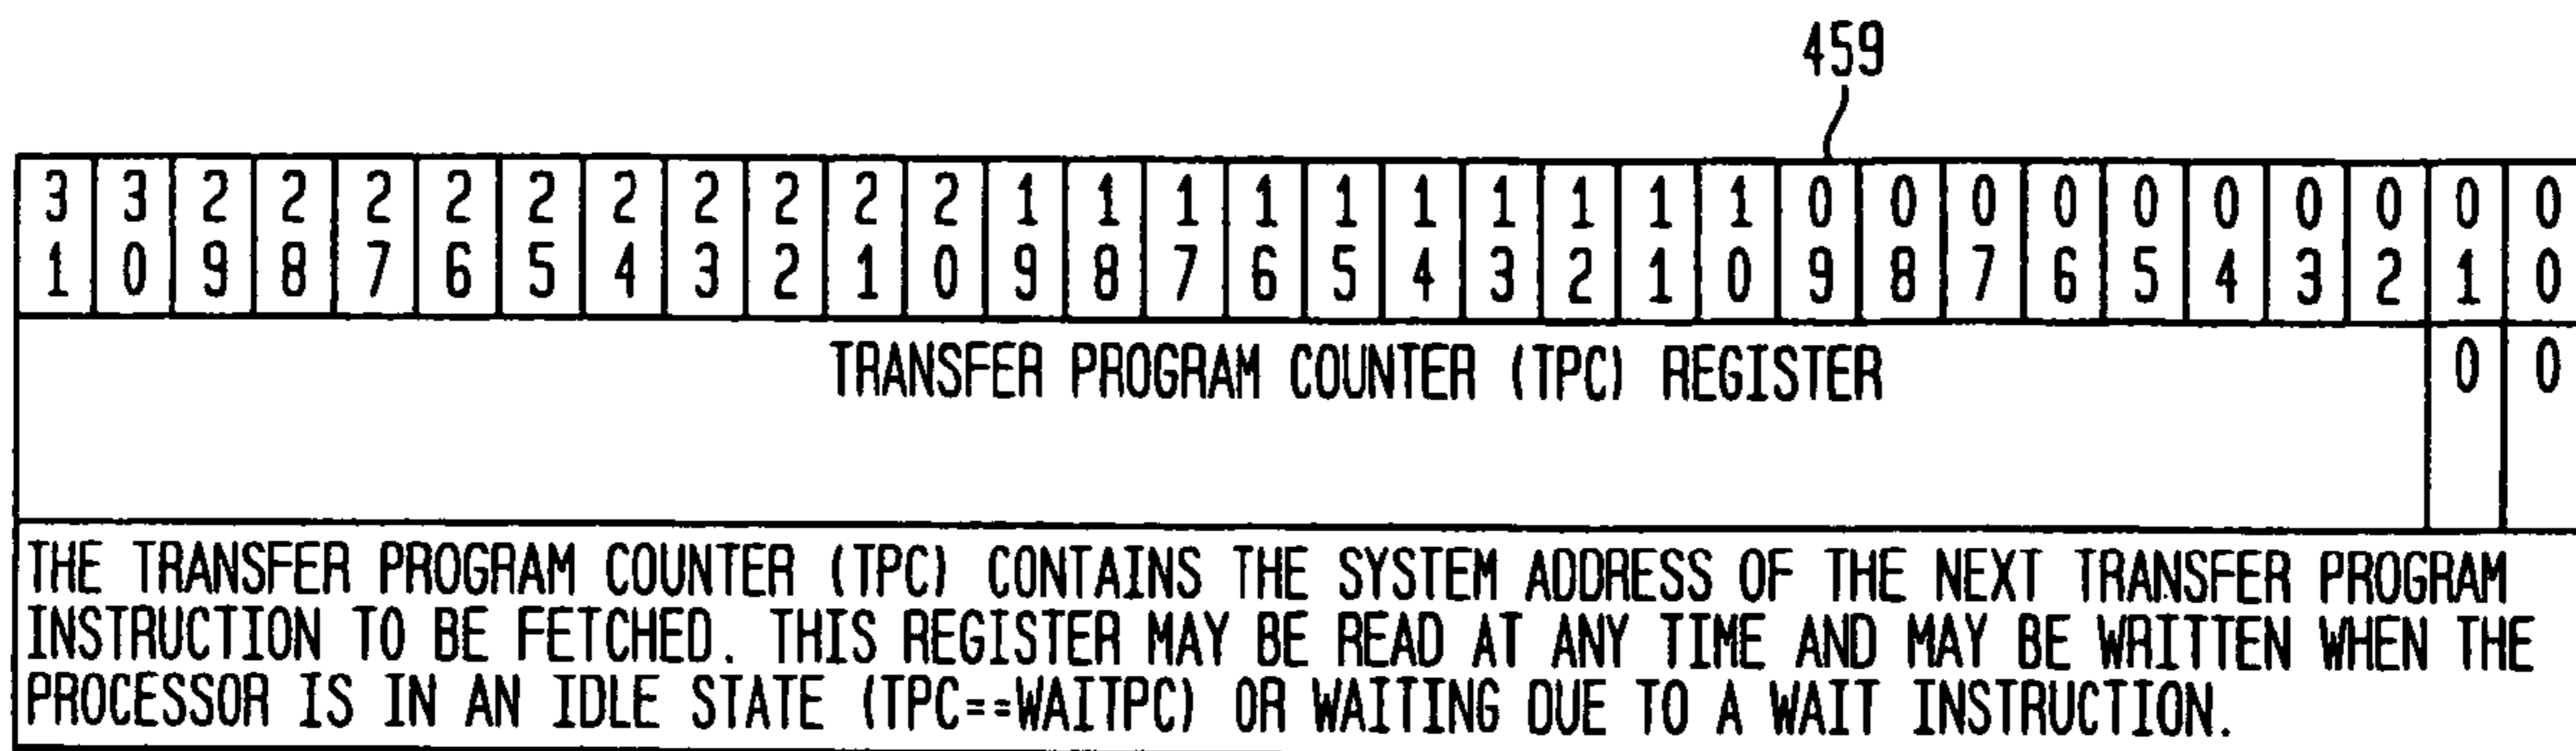 459
3 3 2 2 2 2 2 2 2 2 2 2 1 1 1 1 1 1 1 1 1 1 0 0 0 0 0 0 0 0 0 0
1 0 9 8 7 6 5 4 3 2 1 0 9 8 7 6 5 4 3 2 1 0 9 8 7 6 5 4 3 2 1 0
TRANSFER PROGRAM COUNTER (TPC) REGISTER 0 0
THE TRANSFER PROGRAM COUNTER (TPC) CONTAINS THE SYSTEM ADDRESS OF THE NEXT TRANSFER PROGRAM
INSTRUCTION TO BE FETCHED. THIS REGISTER MAY BE READ AT ANY TIME AND MAY BE WRITTEN WHEN THE
PROCESSOR IS IN AN IDLE STATE (TPC==WAITPC) OR WAITING DUE TO A WAIT INSTRUCTION.